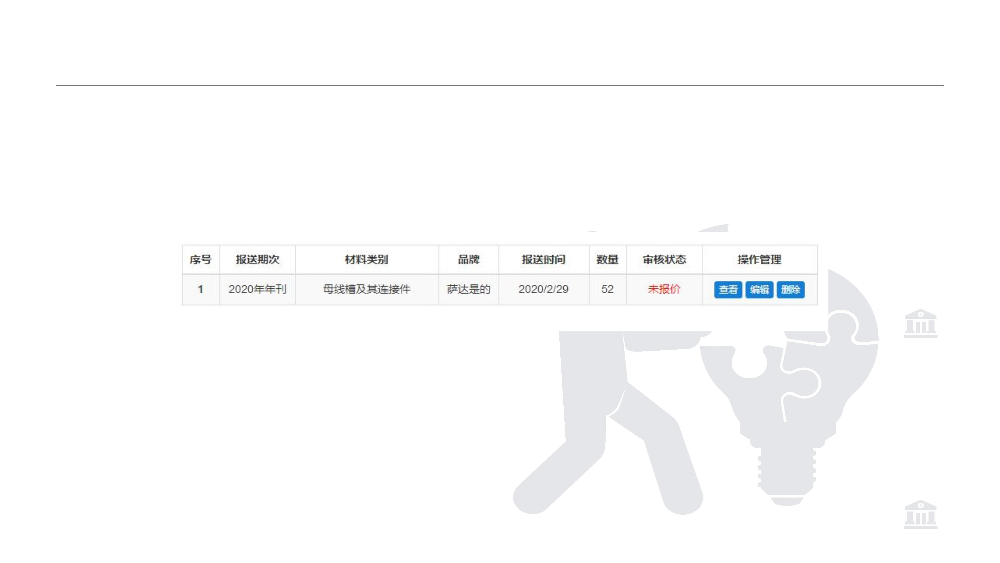 序号 报送期次 材料类别 品牌 报送时间 数量 审核状态 操作管理
1 2020年年刊 母线槽及其连接件 萨达是的 2020/2/29 52 未报价 查看 编辑 删除